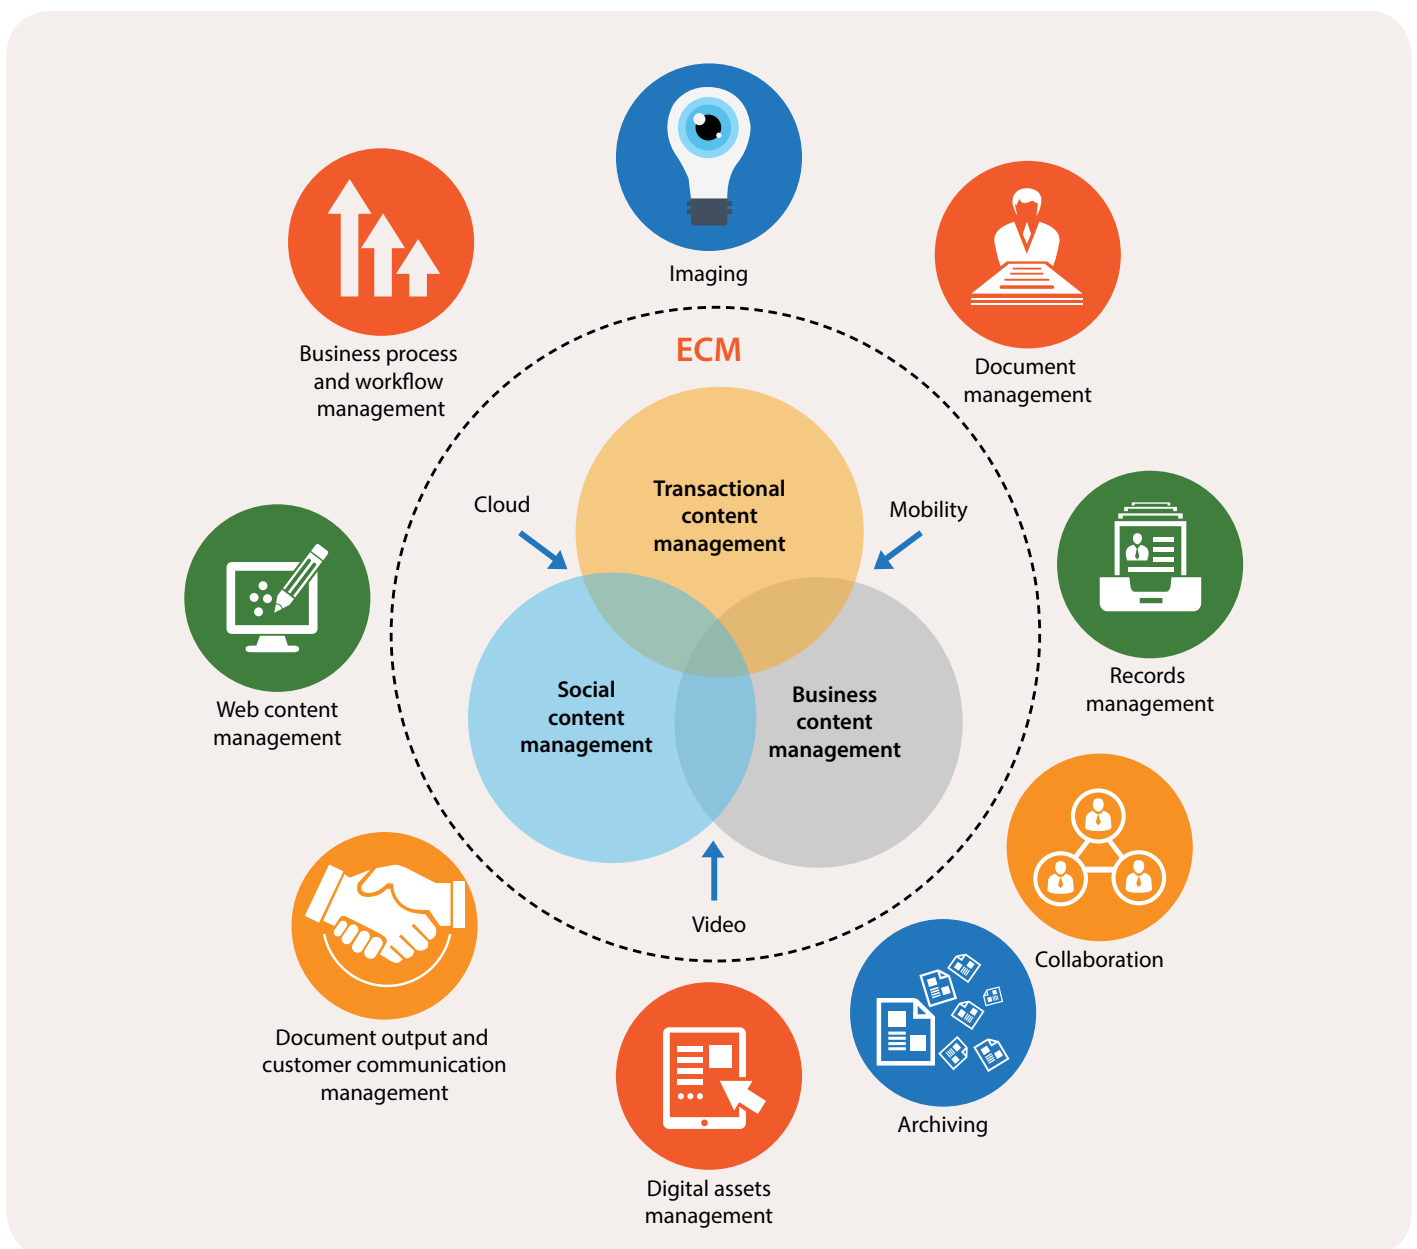 Imaging
Business process
and workflow
management
Document
management
ECM
Transactional
content
management
Cloud
Mobility
Web content
management
Records
management
Social
content
management
Business
content
management
Video
Collaboration
Document output and
customer communication
management
Archiving
Digital assets
management